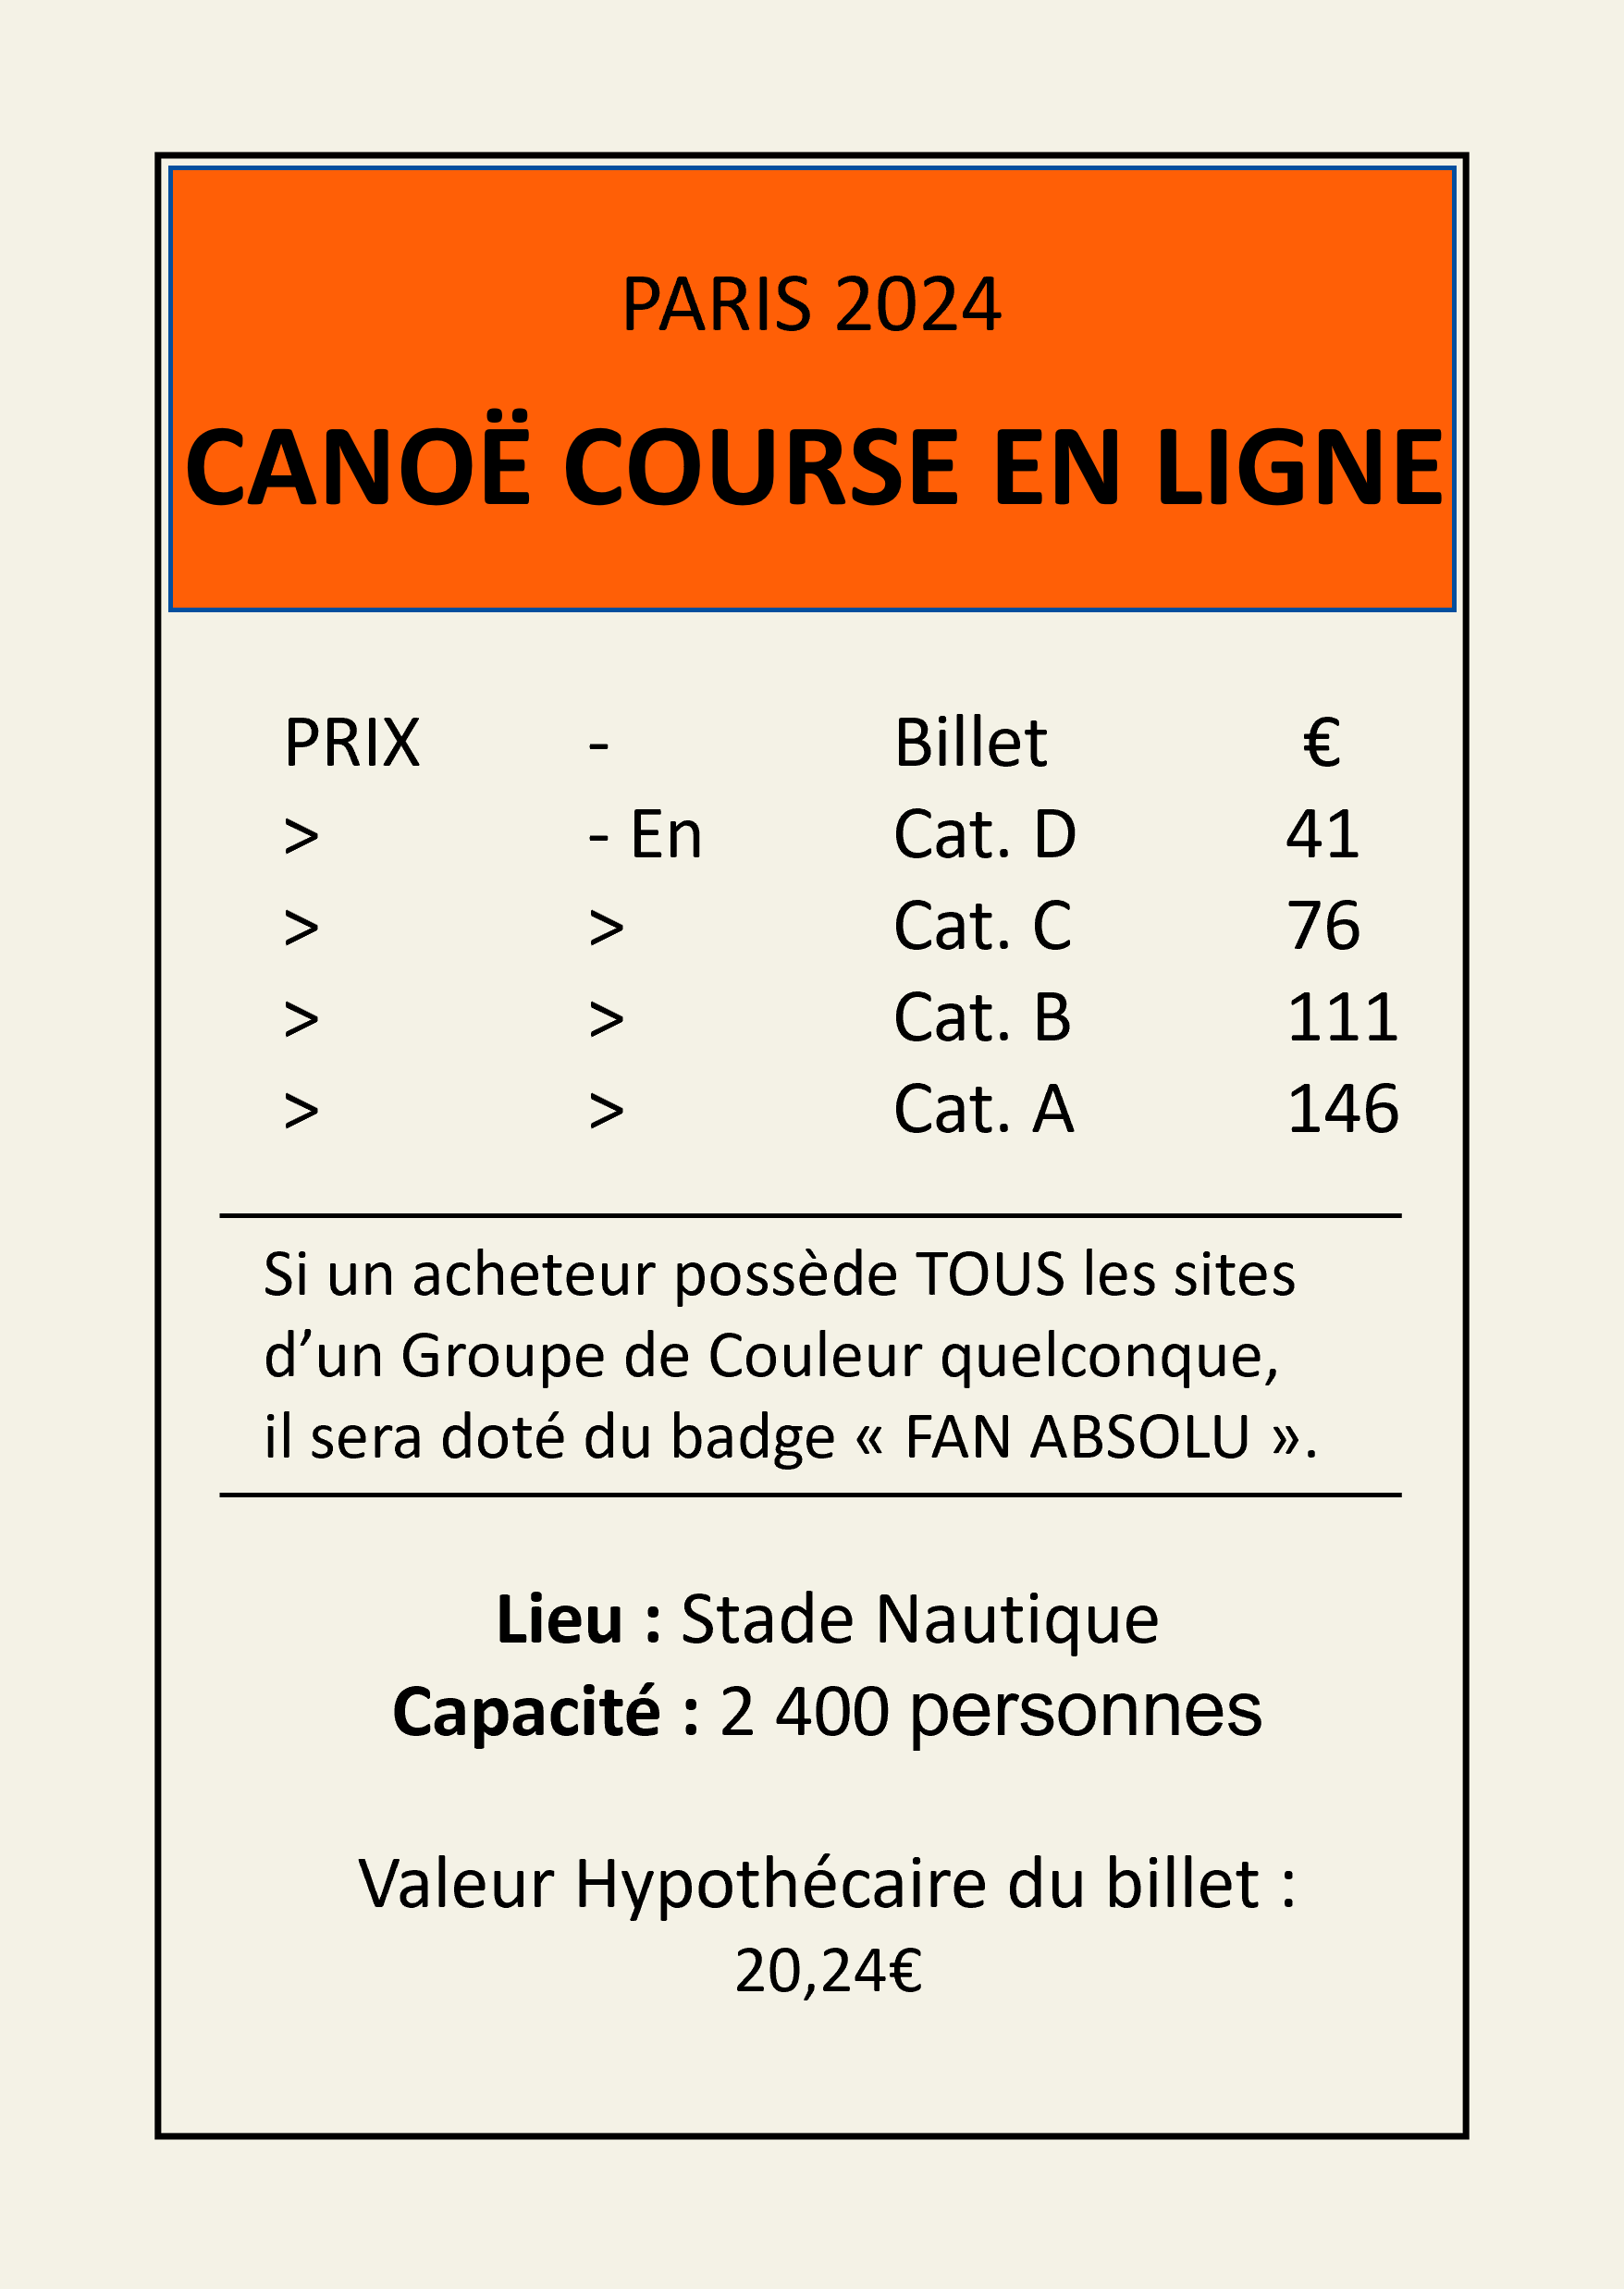 PARIS 2024
CANOË COURSE EN LIGNE
PRIX - Billet €
> - En Cat. D 41
> > Cat. C 76
> > Cat. B 111
> > Cat. A 146
Si un acheteur possède TOUS les sites
d’un Groupe de Couleur quelconque,
il sera doté du badge « FAN ABSOLU ».
Lieu : Stade Nautique
Capacité : 2 400 personnes
Valeur Hypothécaire du billet :
20,24€